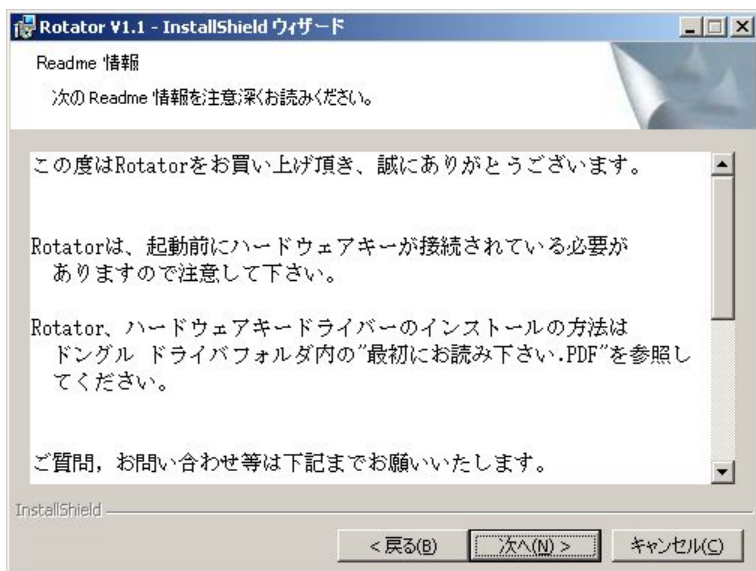 Rotator V1.1 - InstallShield ウィザード
Readme 情報
次の Readme 情報を注意深くお読みください。
この度はRotatorをお買い上げ頂き、誠にありがとうございます。
Rotatorは、起動前にハードウェアキーが接続されている必要が
ありますので注意して下さい。
Rotator、ハードウェアキードライバーのインストールの方法は
ドングル ドライバフォルダ内の"最初にお読み下さい.PDF"を参照し
てください。
ご質問，お問い合わせ等は下記までお願いいたします。
InstallShield
< 戻る(B)
次へ(N) >
キャンセル(C)